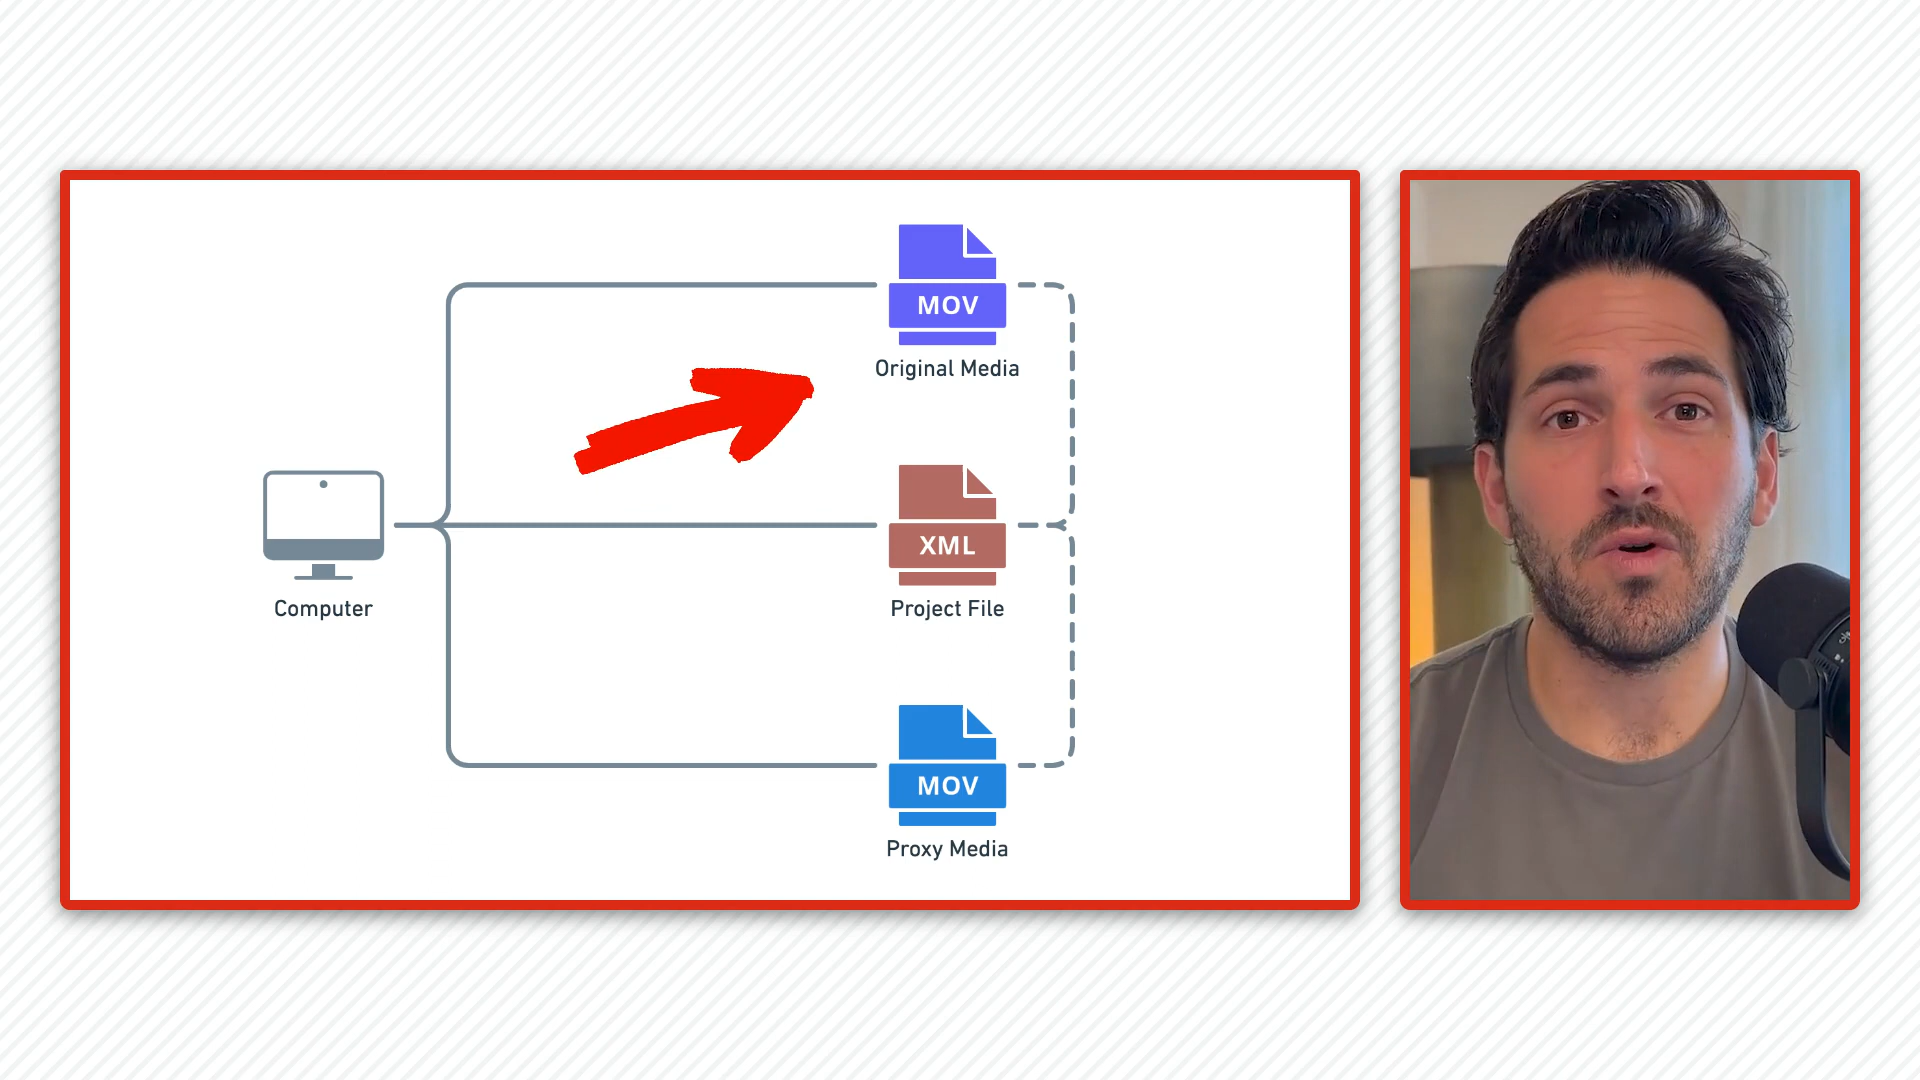 MOV
Original Media
XML
Project File
Computer
MOV
Proxy Media